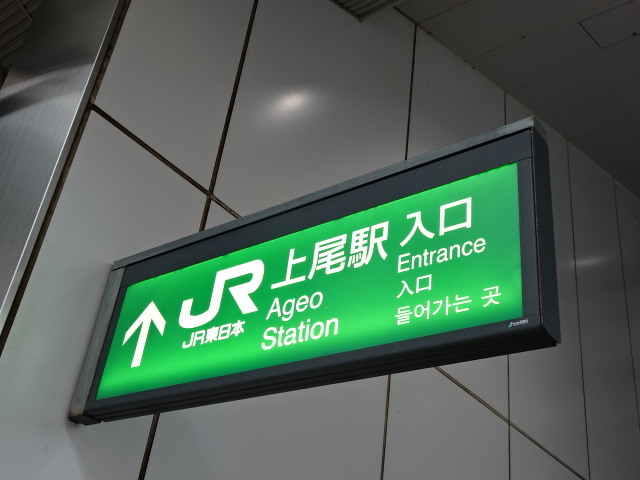 ↑ JR 上尾駅 入口
JR東日本 Ageo Entrance
Station 入口
들어가는 곳